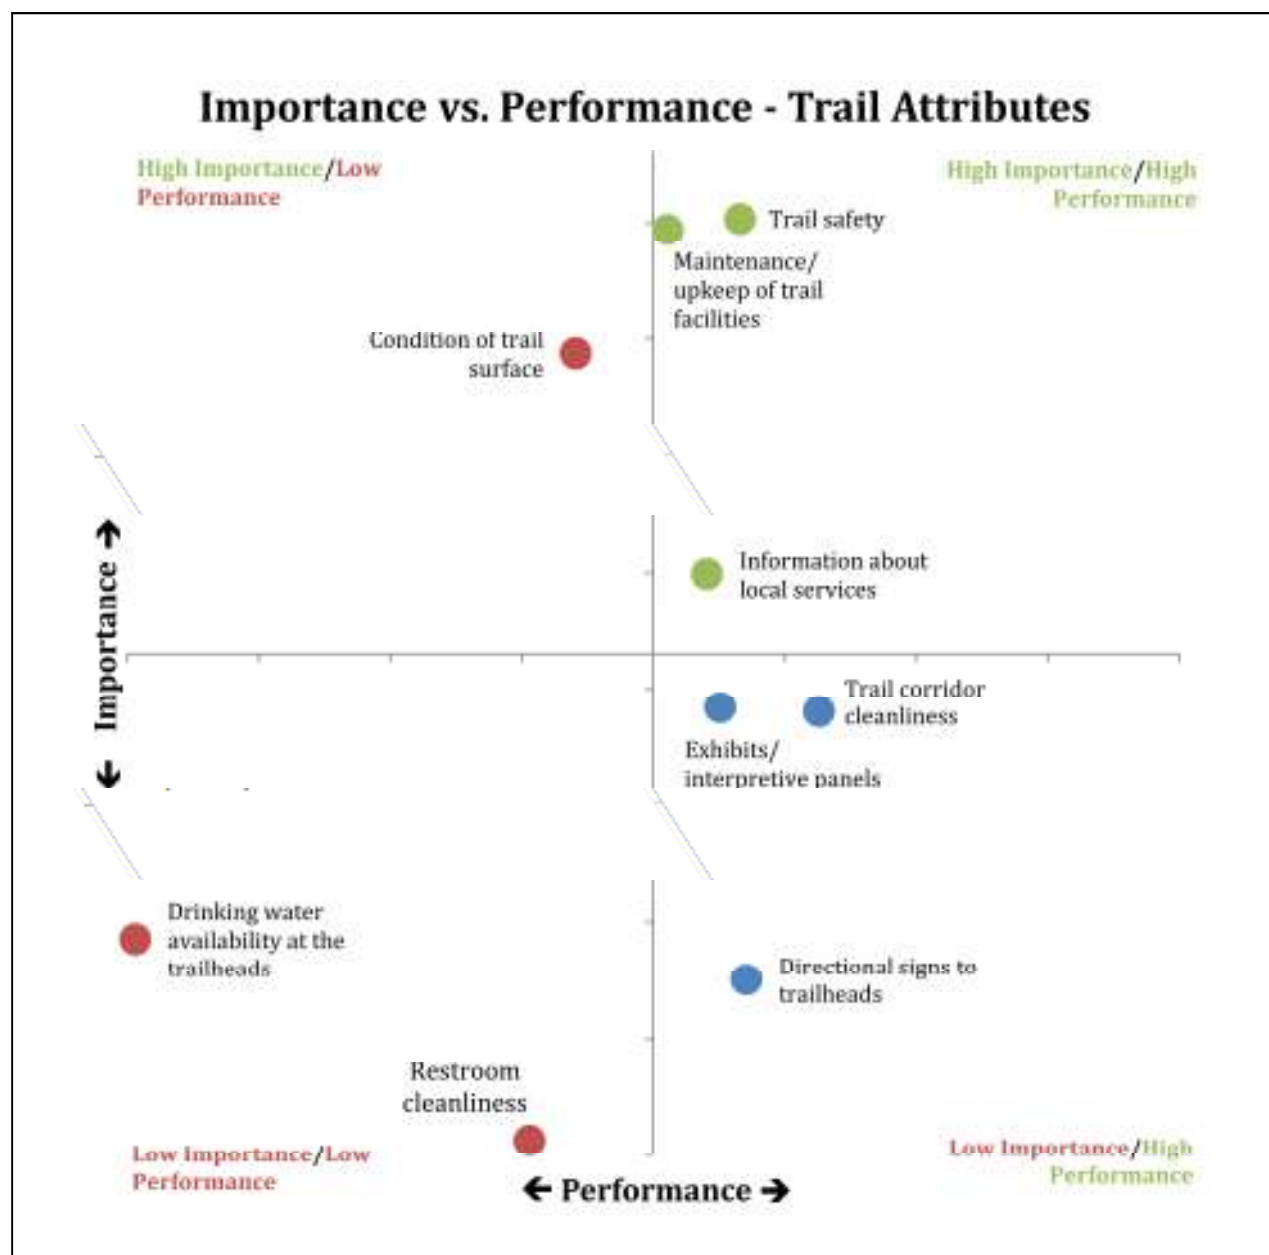 Importance vs. Performance - Trail Attributes
High Importance/Low
Performance
High Importance/High
Performance
Trail safety
Maintenance/
upkeep of trail
facilities
Condition of trail
surface
Information about
local services
← Importance →
Trail corridor
cleanliness
Exhibits/
interpretive panels
Drinking water
availability at the
trailheads
Directional signs to
trailheads
Restroom
cleanliness
Low Importance/Low
Performance
Low Importance/High
Performance
← Performance →